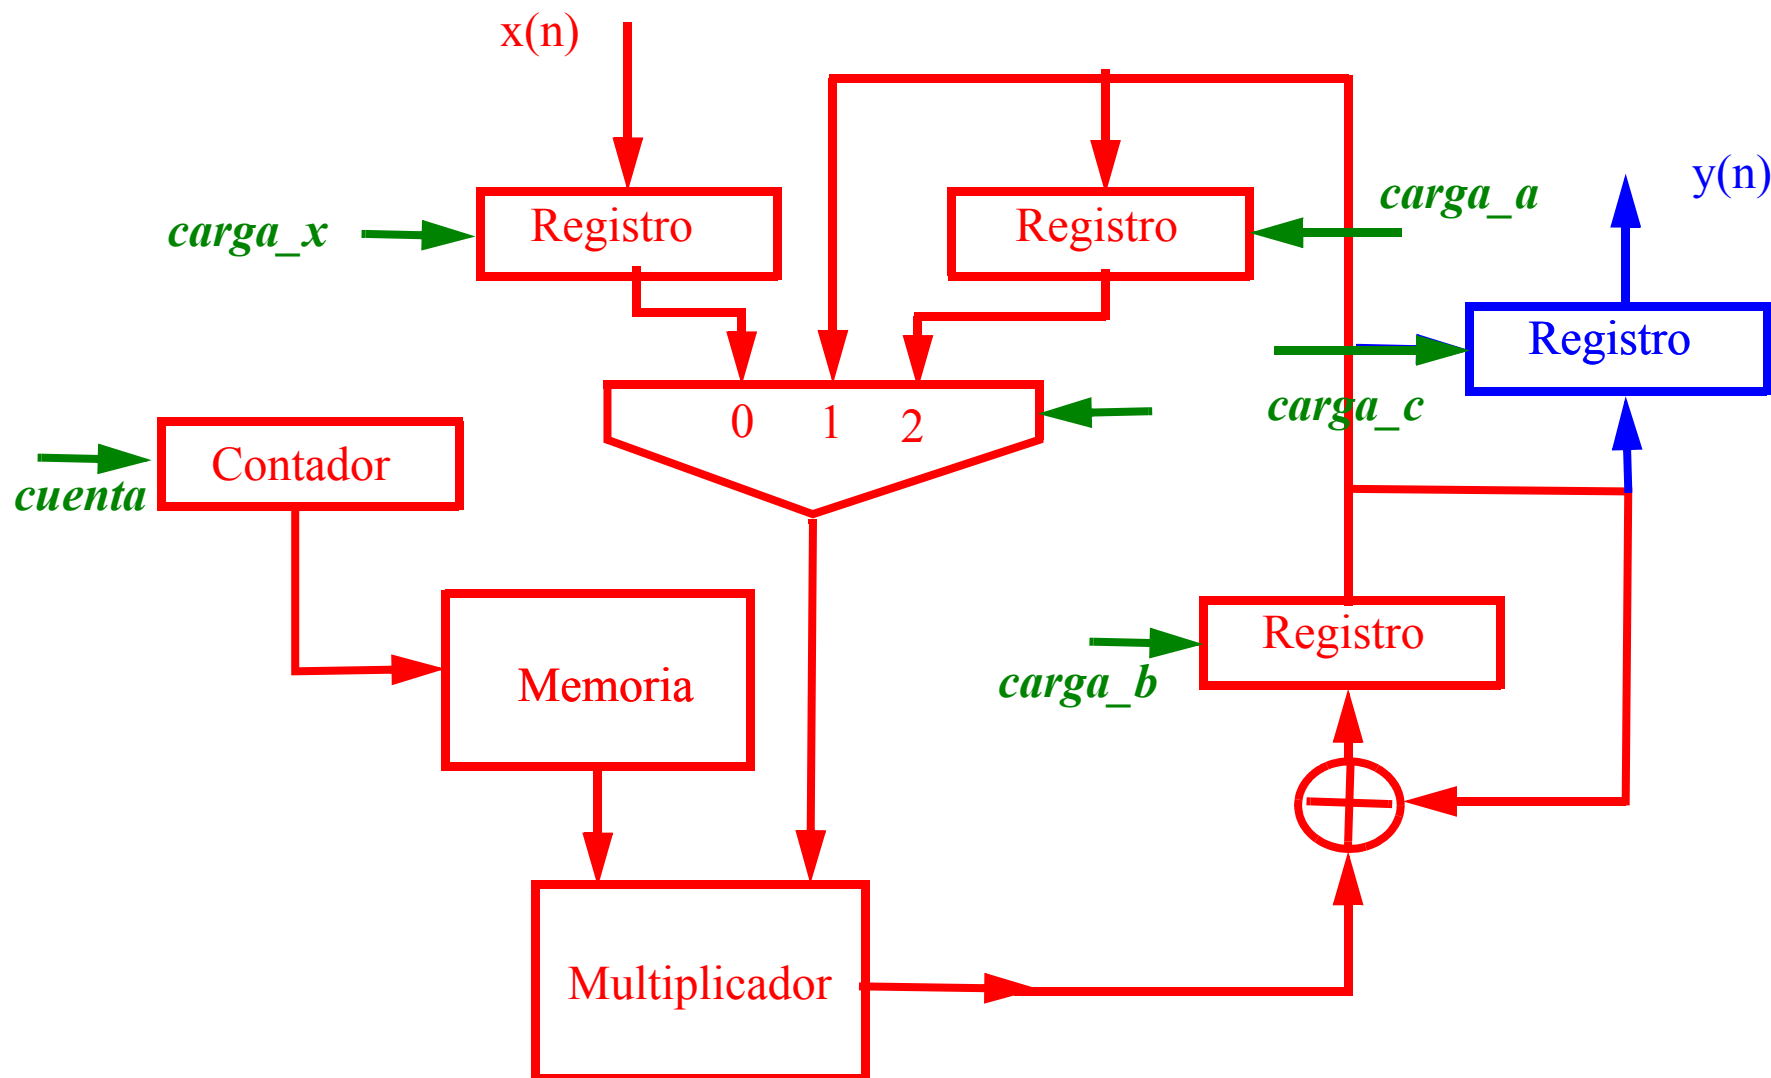 x(n)
y(n)
carga_a
carga_x
Registro
Registro
Registro
carga_c
0 1 2
Contador
cuenta
Registro
carga_b
Memoria
Multiplicador